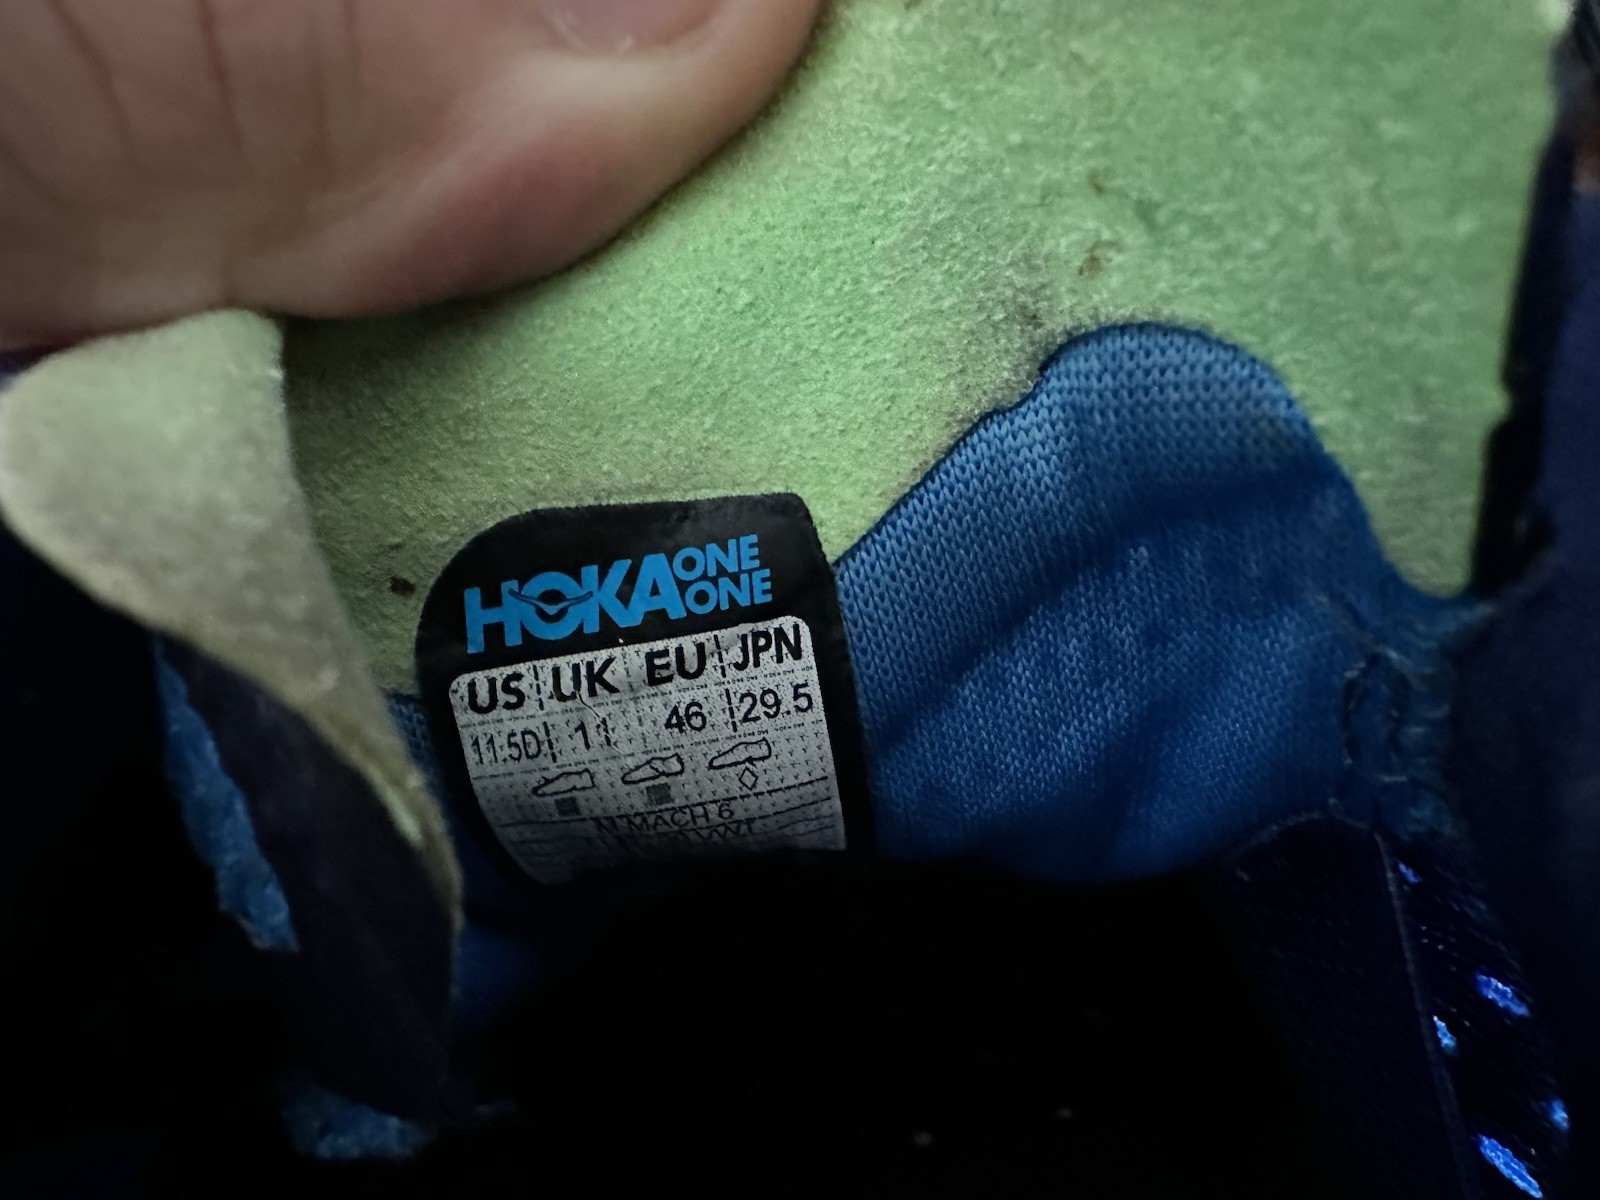 HOKA ONE ONE
US UK EU JPN
11.5D 11 46 29.5
M MACH 6